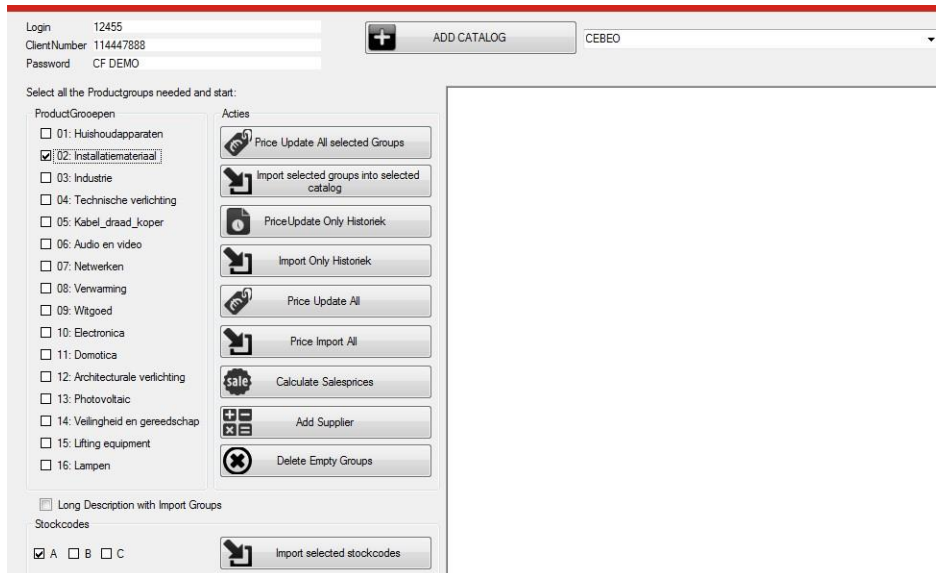 Login 12455
ClientNumber 114447888
Password CF DEMO
ADD CATALOG
CEBEO
Select all the Productgroups needed and start:
ProductGrooepen
01: Huishoudapparaten
02: Installatiemateriaal
03: Industrie
04: Technische verlichting
05: Kabel_draad_koper
06: Audio en video
07: Netwerken
08: Verwarming
09: Witgoed
10: Electronica
11: Domotica
12: Architecturale verlichting
13: Photovoltaic
14: Veilingheid en gereedschap
15: Lifting equipment
16: Lampen
Acties
Price Update All selected Groups
Import selected groups into selected
catalog
PriceUpdate Only Historiek
Import Only Historiek
Price Update All
Price Import All
sale
Calculate Salesprices
Add Supplier
Delete Empty Groups
Long Description with Import Groups
Stockcodes
A B C
Import selected stockcodes